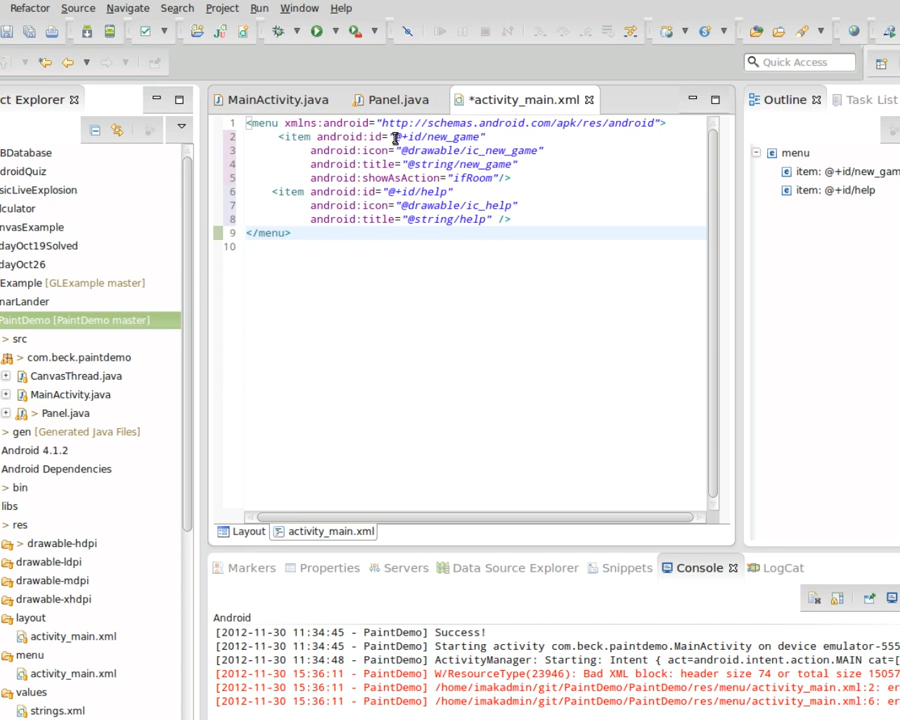 Refactor Source Navigate Search Project Run Window Help
Quick Access
ct Explorer
MainActivity.java Panel.java *activity_main.xml
Outline Task List
BDatabase
droidQuiz
sicLiveExplosion
lculator
nvasExample
dayOct19Solved
dayOct26
Example [GLExample master]
narLander
PaintDemo [PaintDemo master]
src
> com.beck.paintdemo
CanvasThread.java
MainActivity.java
> Panel.java
> gen [Generated Java Files]
Android 4.1.2
Android Dependencies
> bin
libs
> res
> drawable-hdpi
drawable-ldpi
drawable-mdpi
drawable-xhdpi
layout
activity_main.xml
menu
activity_main.xml
values
strings.xml
1 <menu xmlns:android="http://schemas.android.com/apk/res/android">
2 <item android:id="@+id/new_game"
3 android:icon="@drawable/ic_new_game"
4 android:title="@string/new_game"
5 android:showAsAction="ifRoom"/>
6 <item android:id="@+id/help"
7 android:icon="@drawable/ic_help"
8 android:title="@string/help" />
9 </menu>
10
menu
item: @+id/new_gam
item: @+id/help
Layout activity_main.xml
Markers Properties Servers Data Source Explorer Snippets Console LogCat
Android
[2012-11-30 11:34:45 - PaintDemo] Success!
[2012-11-30 11:34:45 - PaintDemo] Starting activity com.beck.paintdemo.MainActivity on device emulator-555
[2012-11-30 11:34:48 - PaintDemo] ActivityManager: Starting: Intent { act=android.intent.action.MAIN cat=[
[2012-11-30 15:36:11 - PaintDemo] W/ResourceType(23946): Bad XML block: header size 74 or total size 15057
[2012-11-30 15:36:11 - PaintDemo] /home/imakadmin/git/PaintDemo/PaintDemo/res/menu/activity_main.xml:2: er
[2012-11-30 15:36:11 - PaintDemo] /home/imakadmin/git/PaintDemo/PaintDemo/res/menu/activity_main.xml:6: er